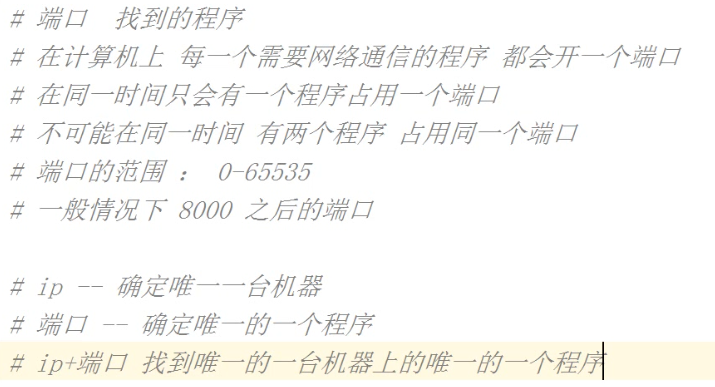 # 端口  找到的程序
# 在计算机上 每一个需要网络通信的程序 都会开一个端口
# 在同一时间只会有一个程序占用一个端口
# 不可能在同一时间 有两个程序 占用同一个端口
# 端口的范围 ： 0-65535
# 一般情况下 8000 之后的端口
# ip -- 确定唯一一台机器
# 端口 -- 确定唯一的一个程序
# ip+端口 找到唯一的一台机器上的唯一的一个程序